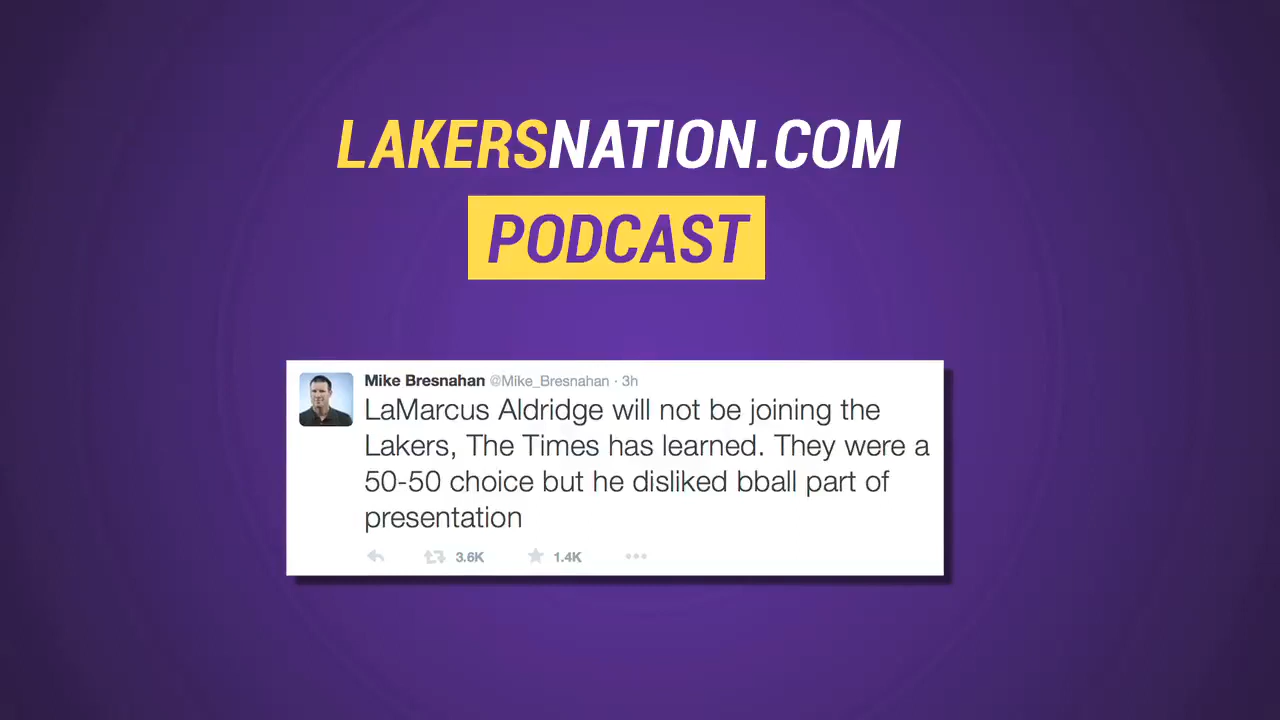 LAKERSNATION.COM
PODCAST
Mike Bresnahan @Mike_Bresnahan · 3h
LaMarcus Aldridge will not be joining the
Lakers, The Times has learned. They were a
50-50 choice but he disliked bball part of
presentation
3.6K 1.4K